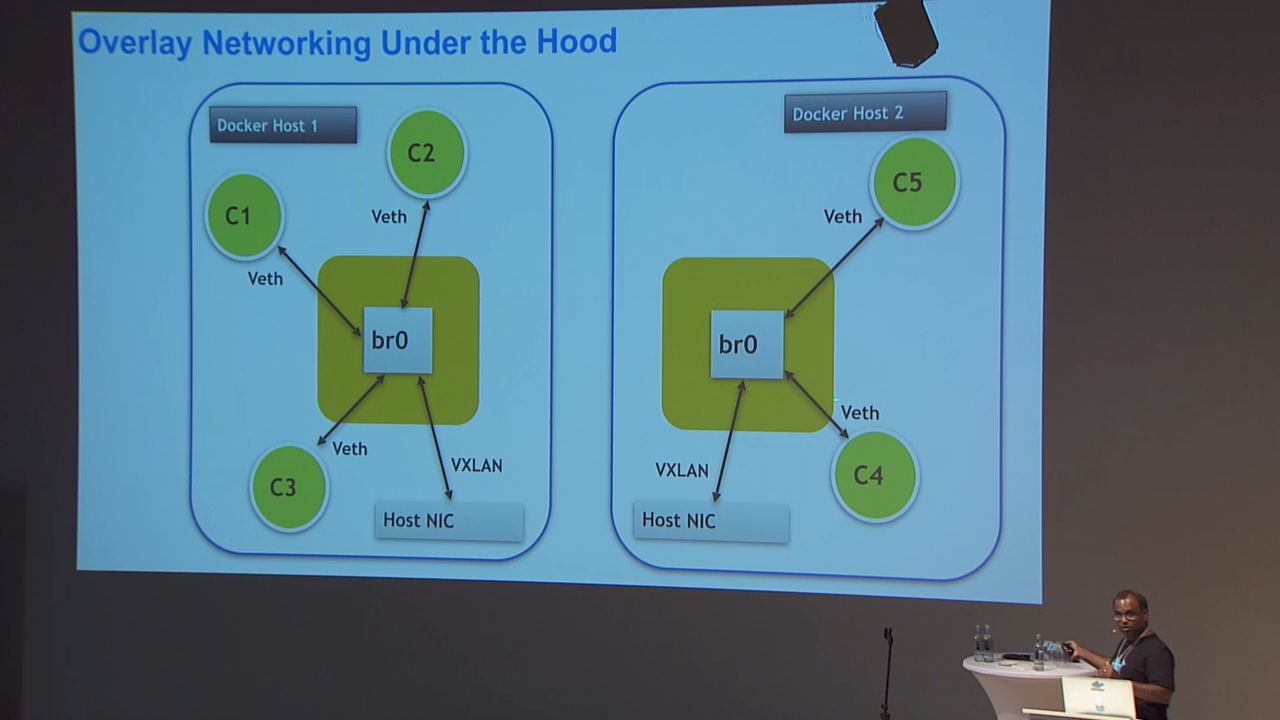 Overlay Networking Under the Hood
Docker Host 1
C2
C1
Veth
Veth
br0
Veth
C3
VXLAN
Host NIC
Docker Host 2
C5
Veth
br0
Veth
VXLAN
C4
Host NIC